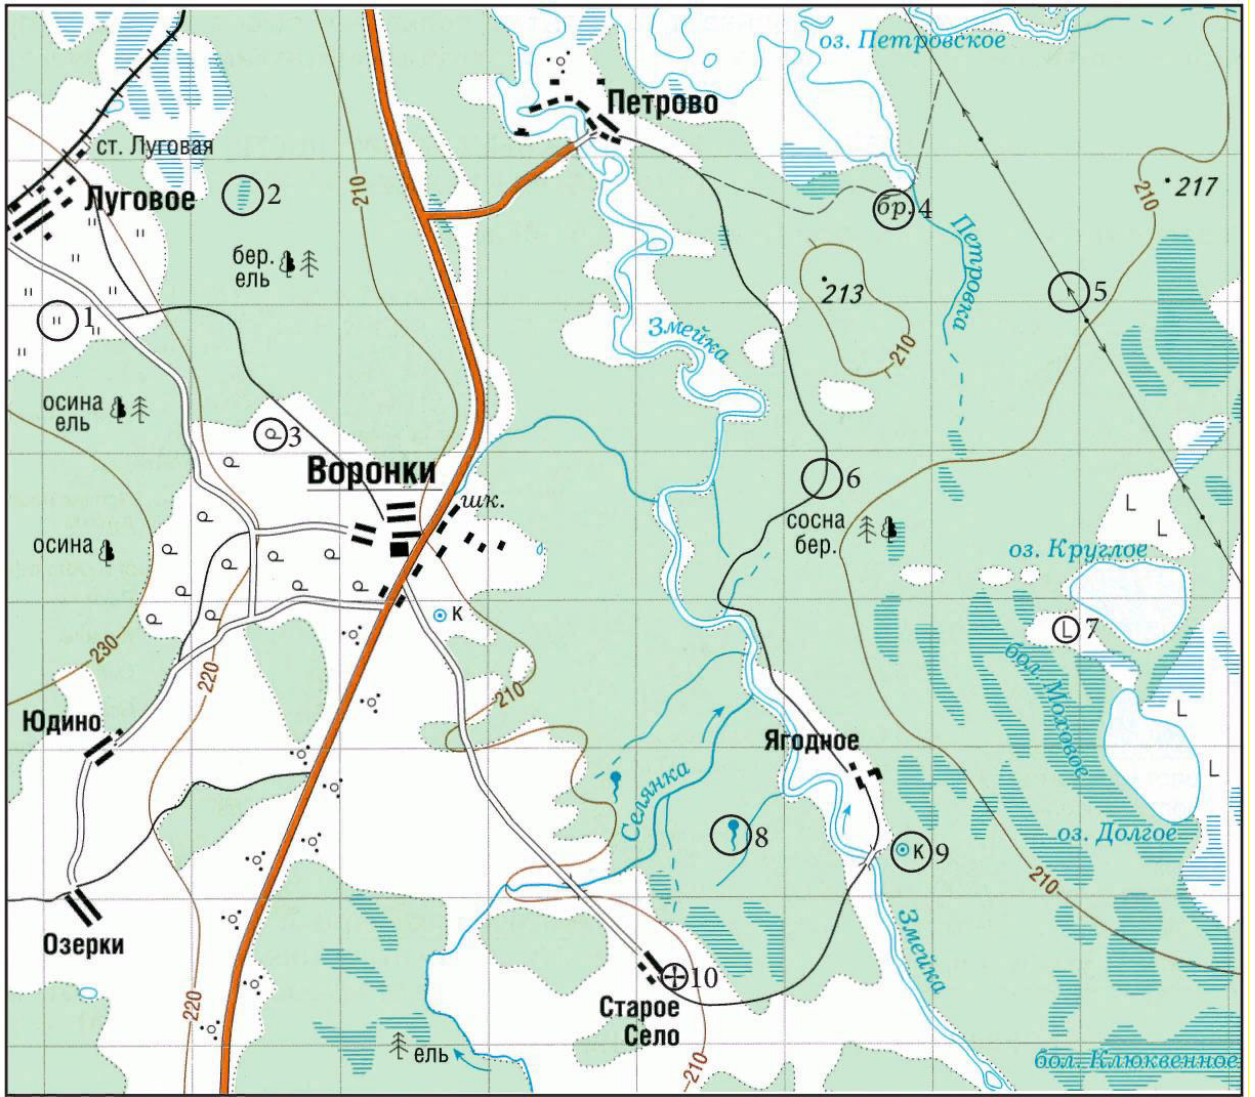 оз. Петровское
Петрово
ст. Луговая
Луговое
2
210
бр. 4
210
217
бер.
ель
213
5
Петровка
1
Змейка
210
осина
ель
3
Воронки
6
шк.
сосна
бер.
L
L
осина
оз. Круглое
К
L 7
230
220
210
бол. Моховое
L
Юдино
Ягодное
L
Селянка
8
К 9
оз. Долгое
210
Озерки
Змейка
10
220
Старое
Село
ель
210
бол. Клюквенное